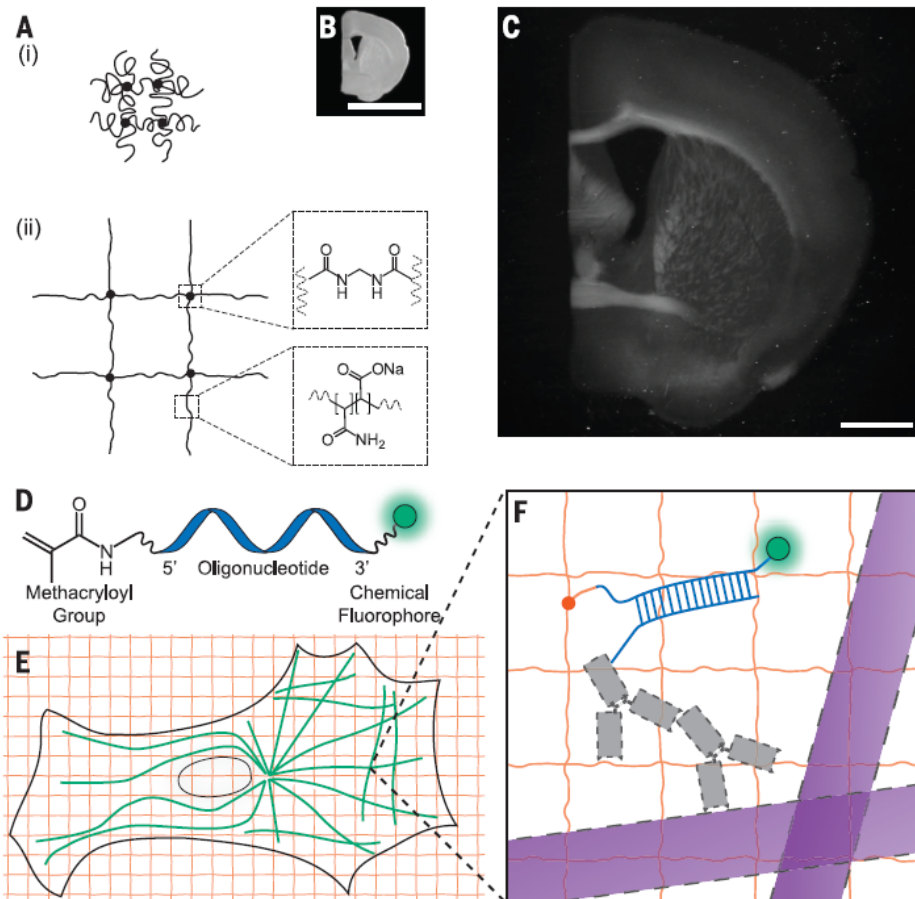 A
(i)
B
C
(ii)
O
O
N
H
N
H
O
ONa
O
NH2
D
O
N
H
5’
Oligonucleotide
3’
Methacryloyl
Group
Chemical
Fluorophore
E
F